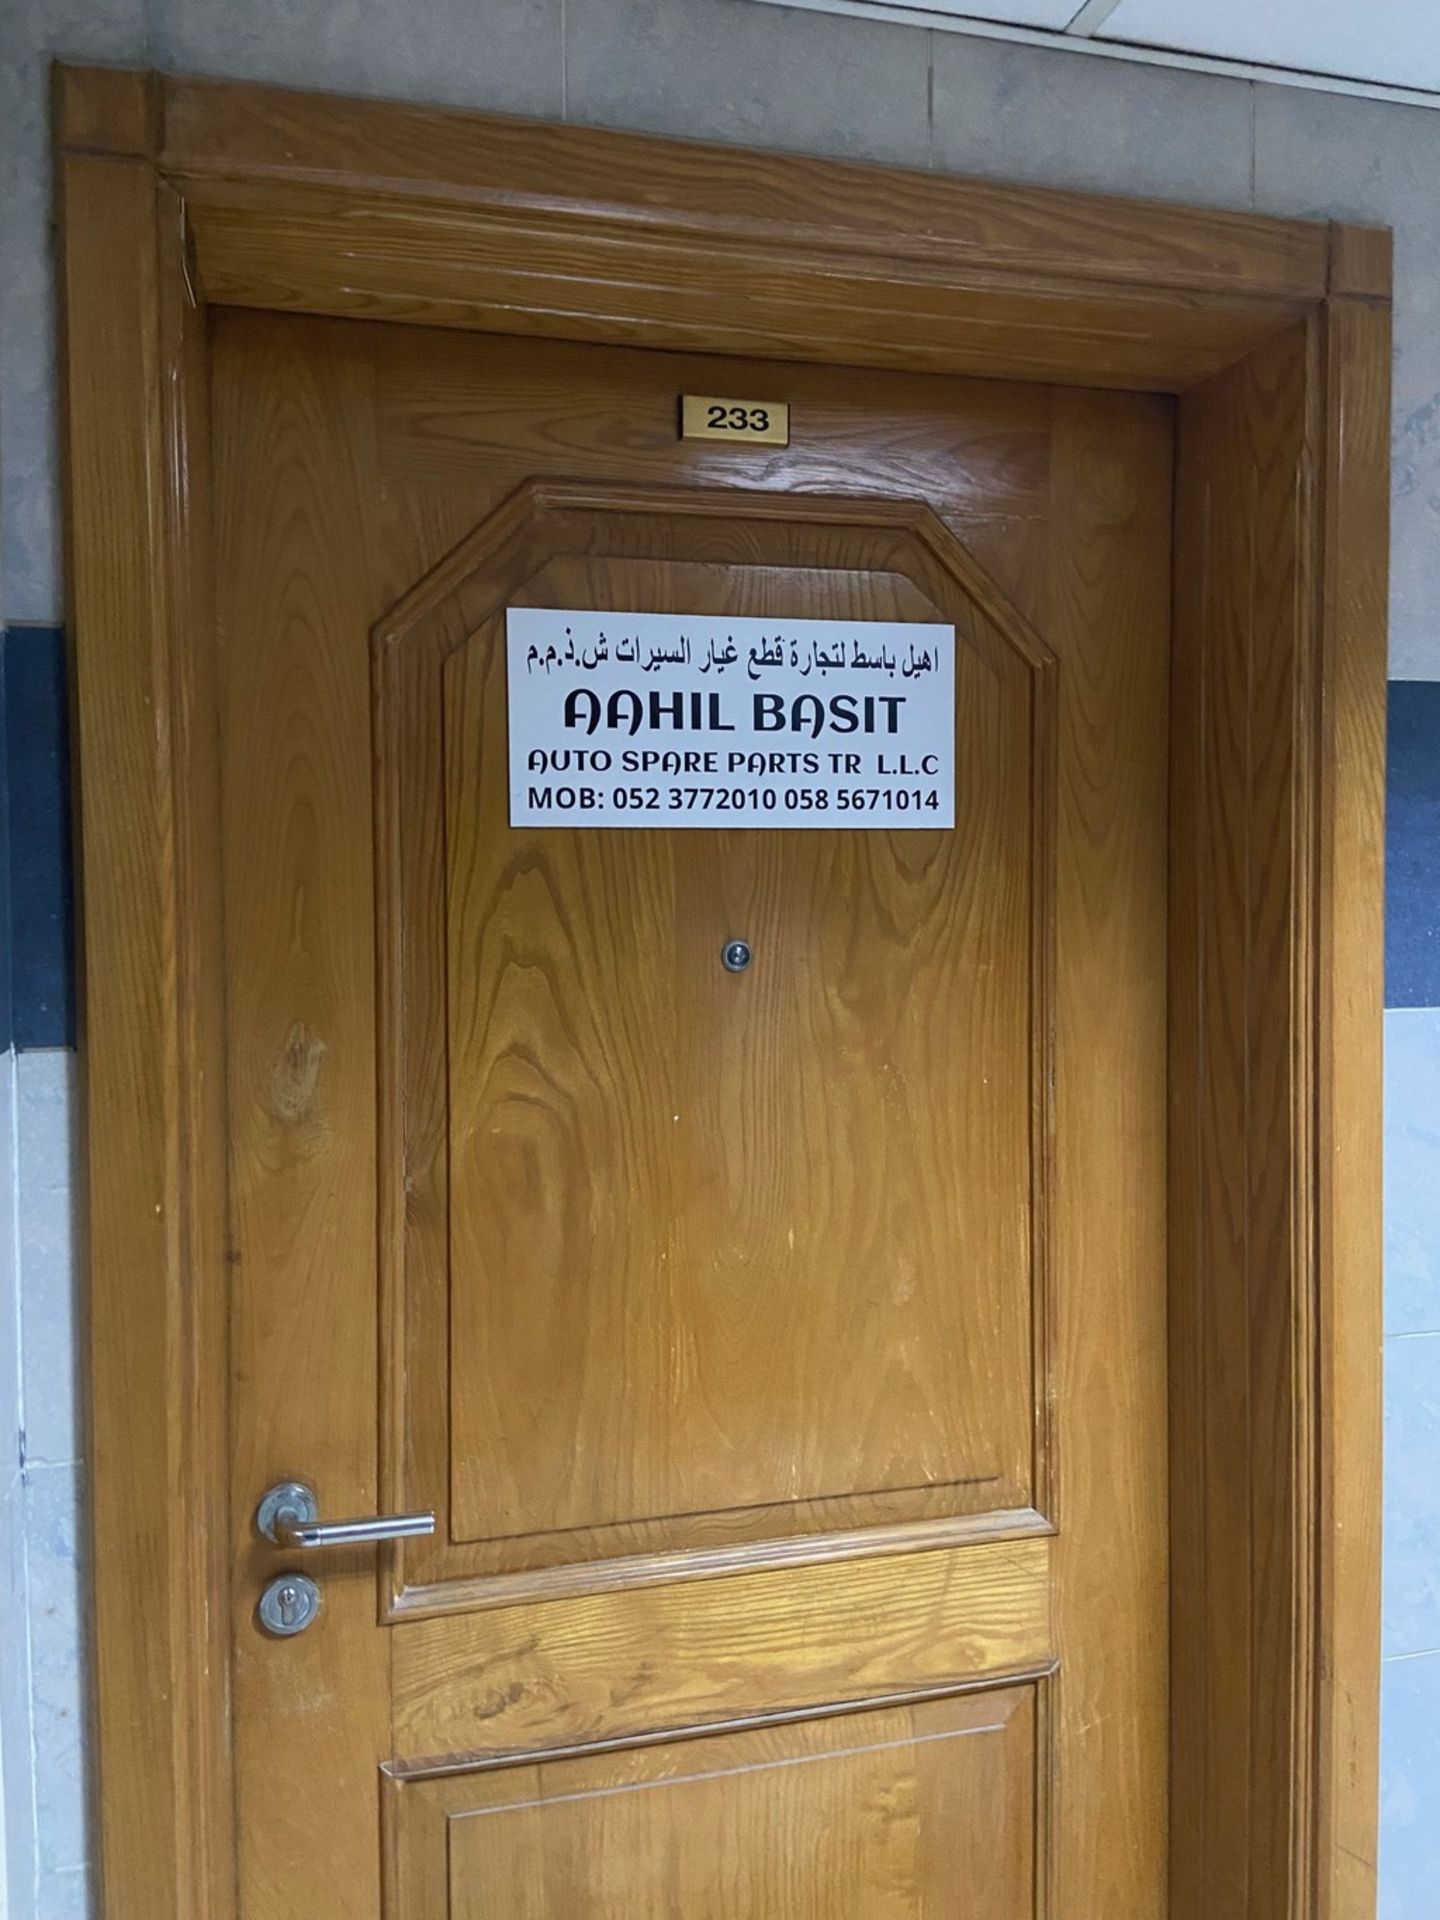 233
اهيل باسط لتجارة قطع غيار السيرات ش.ذ.م.م
AAHIL BASIT
AUTO SPARE PARTS TR L.L.C
MOB: 052 3772010 058 5671014